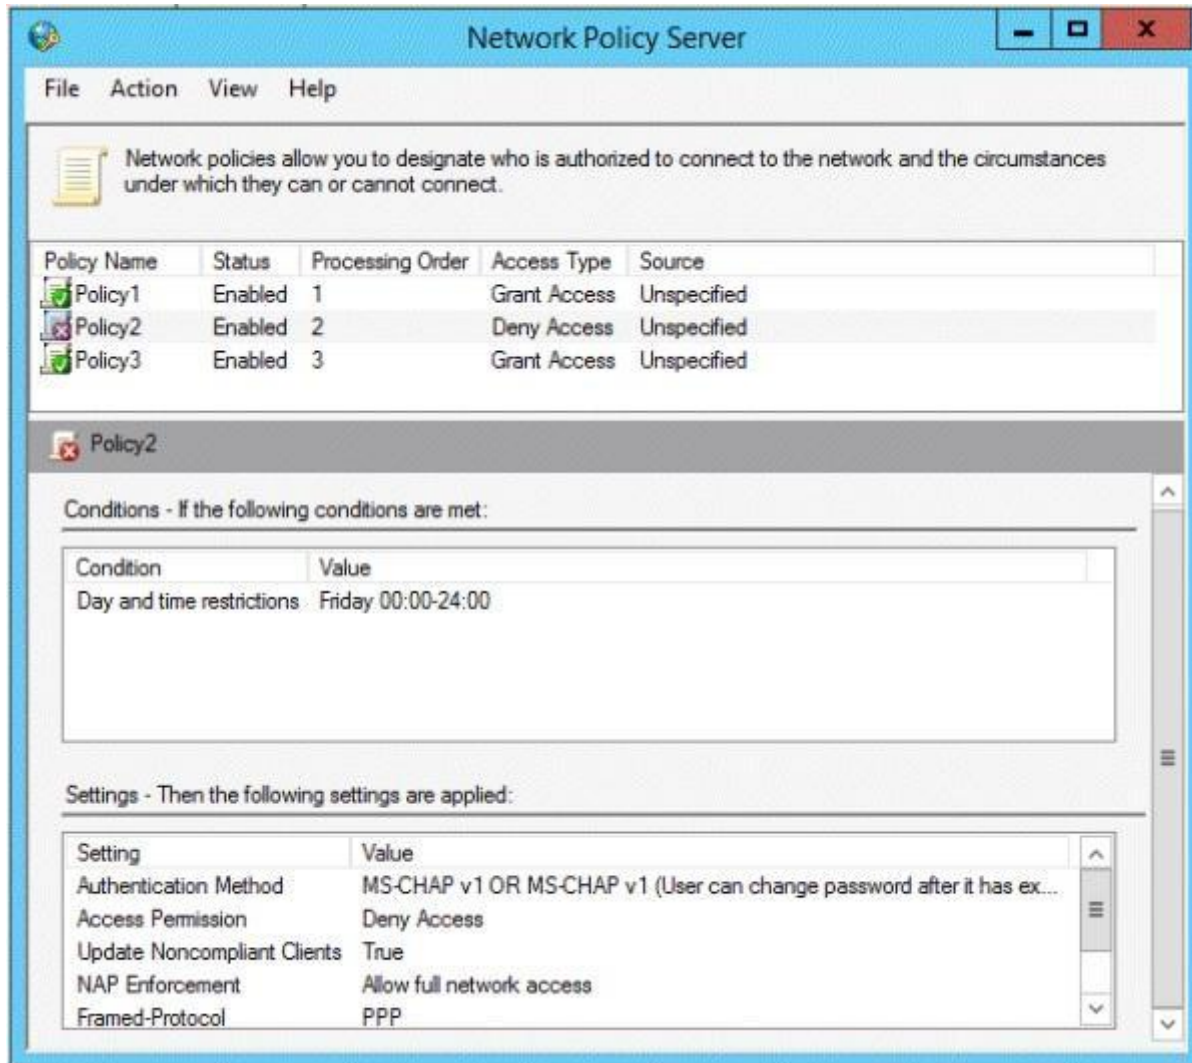 Network Policy Server
File Action View Help
Network policies allow you to designate who is authorized to connect to the network and the circumstances
under which they can or cannot connect.
Policy Name Status Processing Order Access Type Source
Policy1 Enabled 1 Grant Access Unspecified
Policy2 Enabled 2 Deny Access Unspecified
Policy3 Enabled 3 Grant Access Unspecified
Policy2
Conditions - If the following conditions are met:
Condition Value
Day and time restrictions Friday 00:00-24:00
Settings - Then the following settings are applied:
Setting Value
Authentication Method MS-CHAP v1 OR MS-CHAP v1 (User can change password after it has ex...
Access Permission Deny Access
Update Noncompliant Clients True
NAP Enforcement Allow full network access
Framed-Protocol PPP